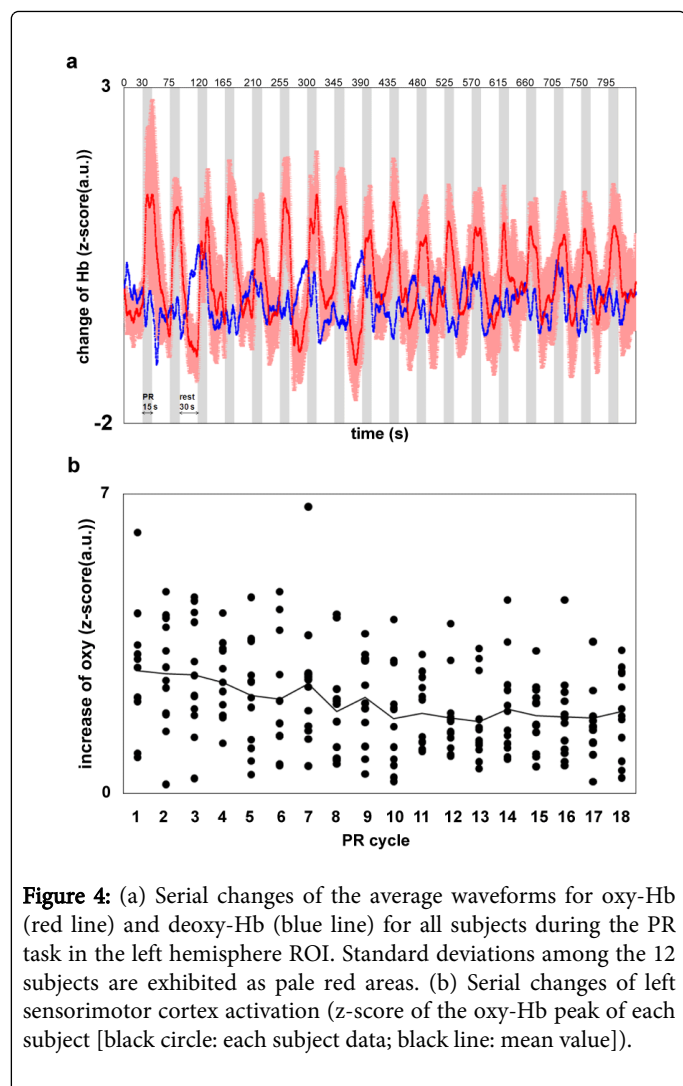 a
3
0 30 75 120 165 210 255 300 345 390 435 480 525 570 615 660 705 750 795
change of Hb (z-score(a.u.))
PR
15 s
rest
30 s
-2
time (s)
b
7
increase of oxy (z-score(a.u.))
0
1 2 3 4 5 6 7 8 9 10 11 12 13 14 15 16 17 18
PR cycle
Figure 4: (a) Serial changes of the average waveforms for oxy-Hb
(red line) and deoxy-Hb (blue line) for all subjects during the PR
task in the left hemisphere ROI. Standard deviations among the 12
subjects are exhibited as pale red areas. (b) Serial changes of left
sensorimotor cortex activation (z-score of the oxy-Hb peak of each
subject [black circle: each subject data; black line: mean value]).